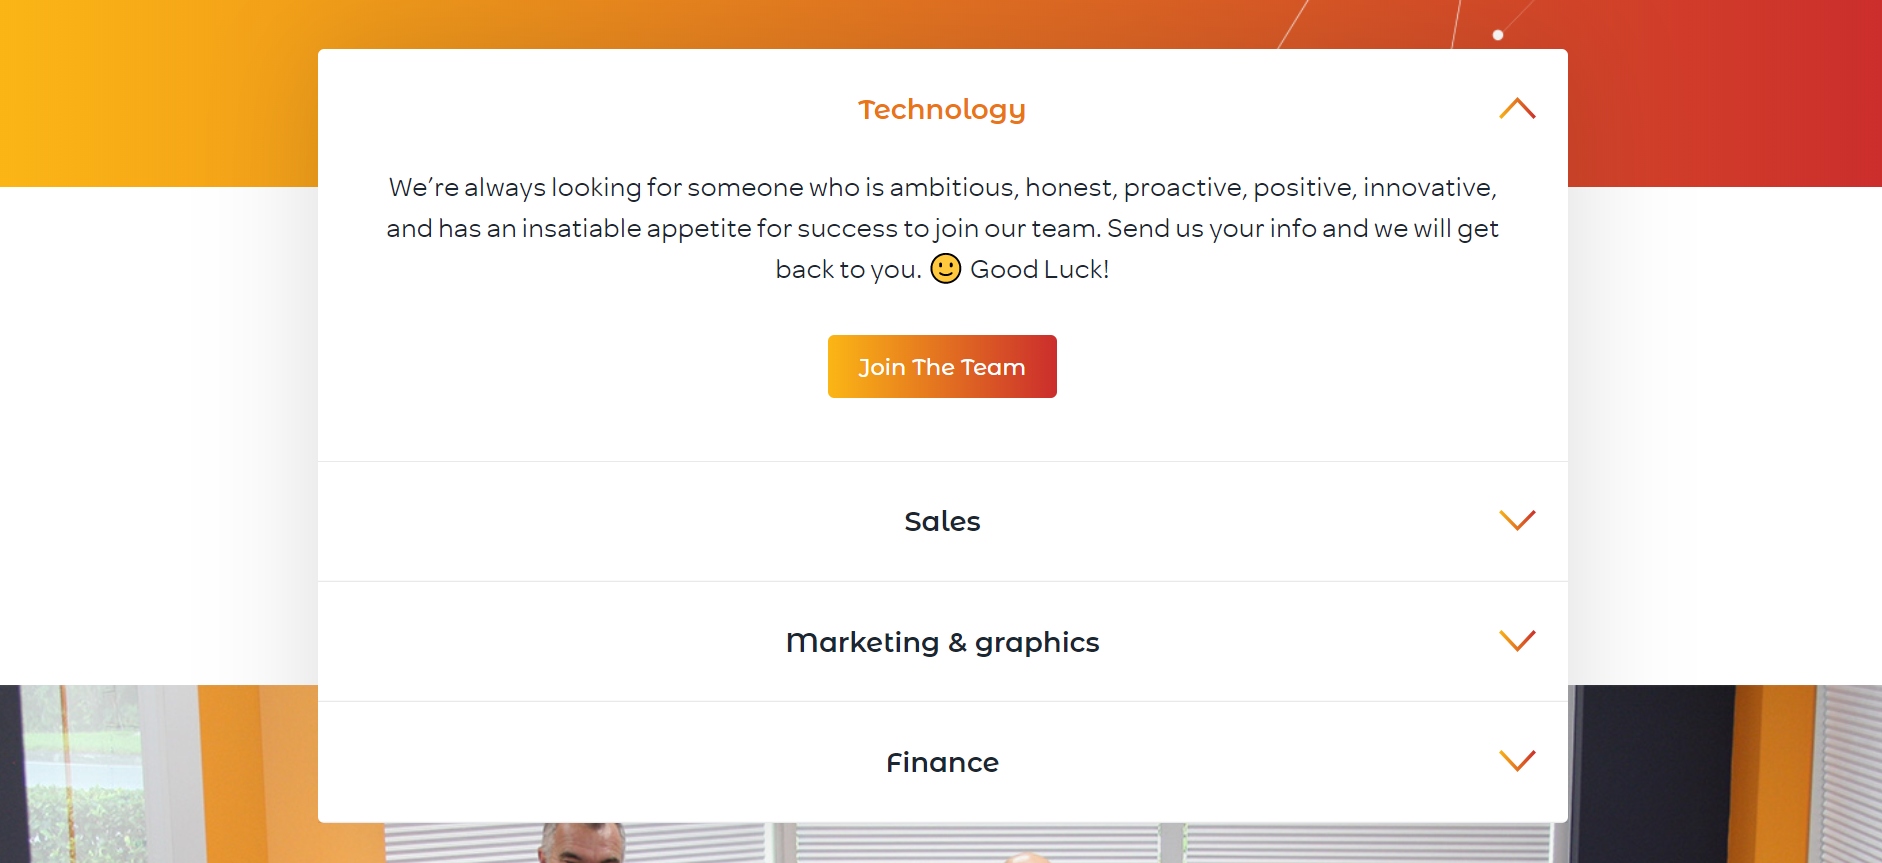 Technology
We’re always looking for someone who is ambitious, honest, proactive, positive, innovative,
and has an insatiable appetite for success to join our team. Send us your info and we will get
back to you. 🙂 Good Luck!
Join The Team
Sales
Marketing & graphics
Finance